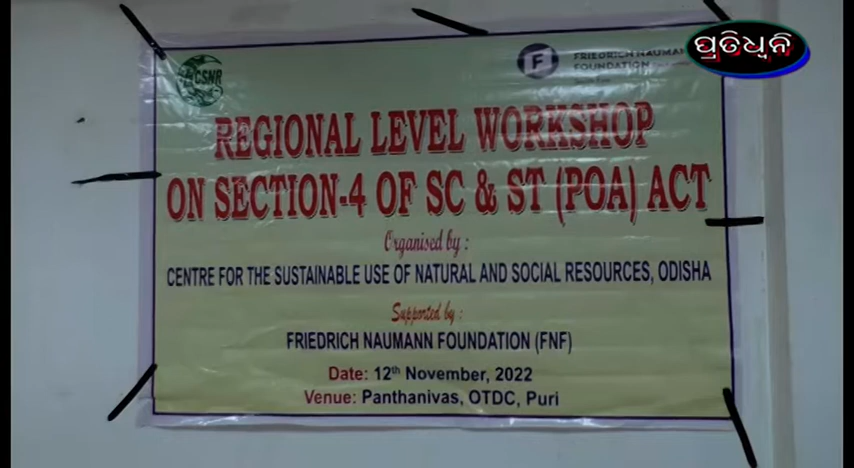 ପ୍ରତିଧ୍ୱନି
CSNR
F
FRIEDRICH NAUMANN
FOUNDATION
REGIONAL LEVEL WORKSHOP
ON SECTION-4 OF SC & ST (POA) ACT
Organised by :
CENTRE FOR THE SUSTAINABLE USE OF NATURAL AND SOCIAL RESOURCES, ODISHA
Supported by :
FRIEDRICH NAUMANN FOUNDATION (FNF)
Date: 12th November, 2022
Venue: Panthanivas, OTDC, Puri